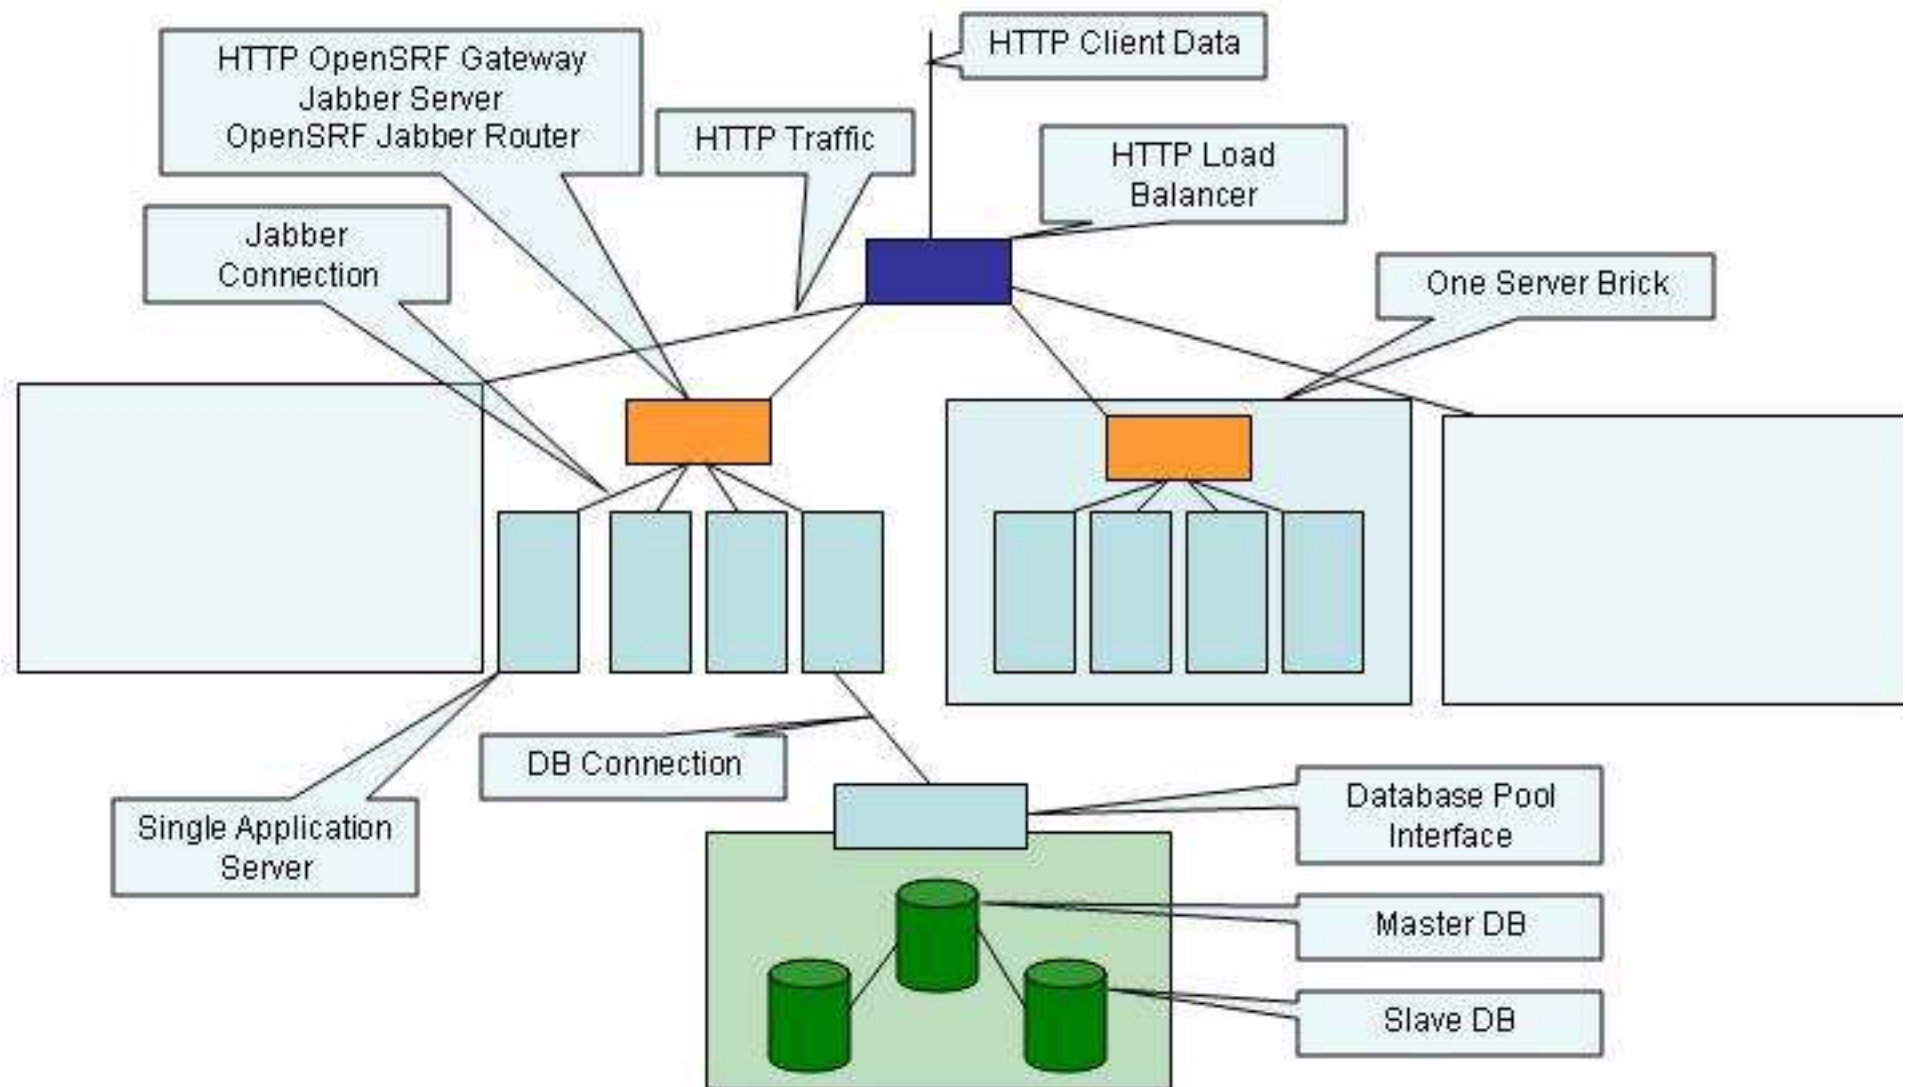 HTTP Client Data
HTTP OpenSRF Gateway
Jabber Server
OpenSRF Jabber Router
HTTP Traffic
HTTP Load
Balancer
Jabber
Connection
One Server Brick
DB Connection
Single Application
Server
Database Pool
Interface
Master DB
Slave DB